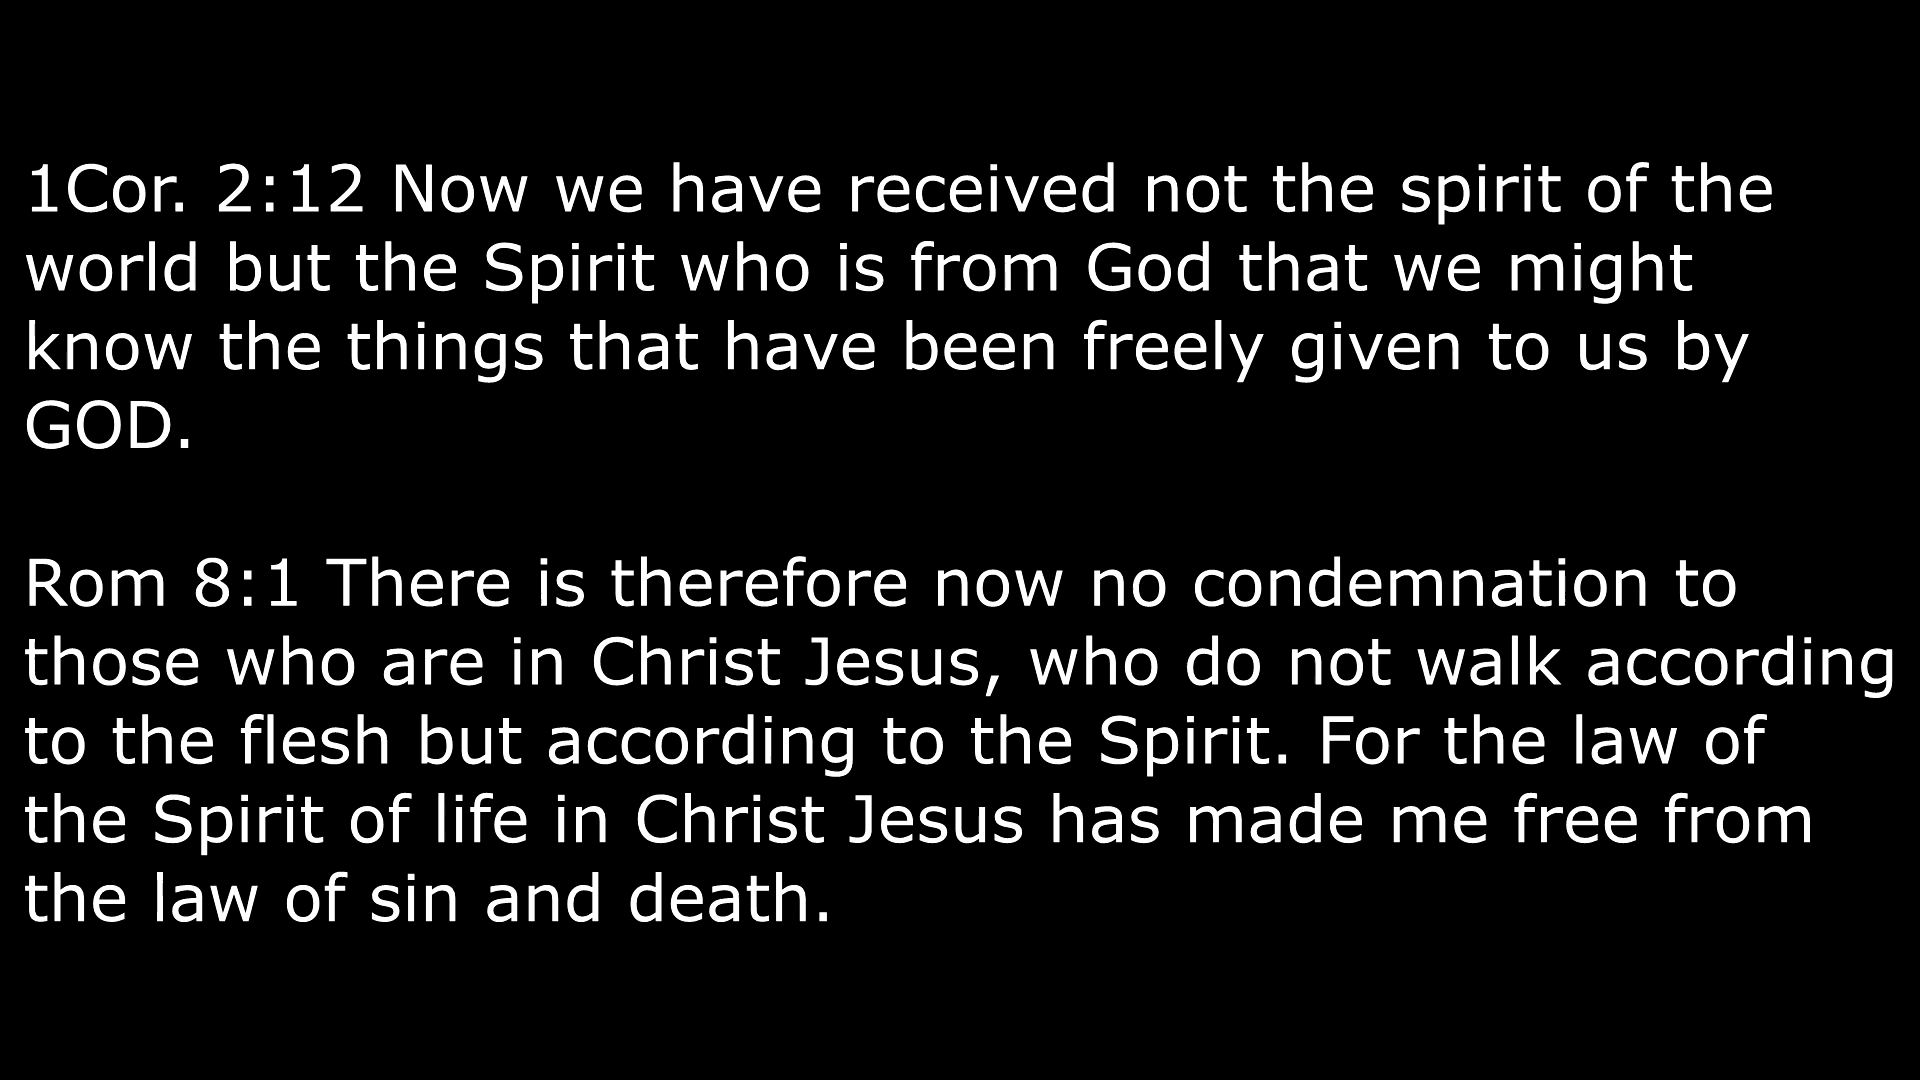 1Cor. 2:12 Now we have received not the spirit of the
world but the Spirit who is from God that we might
know the things that have been freely given to us by
GOD.
Rom 8:1 There is therefore now no condemnation to
those who are in Christ Jesus, who do not walk according
to the flesh but according to the Spirit. For the law of
the Spirit of life in Christ Jesus has made me free from
the law of sin and death.